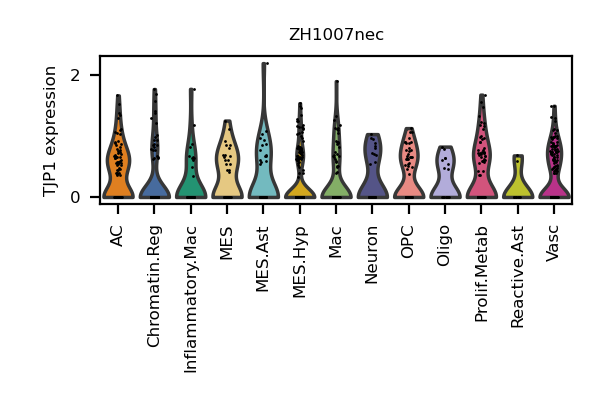 ZH1007nec
TJP1 expression
2
0
AC
Chromatin.Reg
Inflammatory.Mac
MES
MES.Ast
MES.Hyp
Mac
Neuron
OPC
Oligo
Prolif.Metab
Reactive.Ast
Vasc